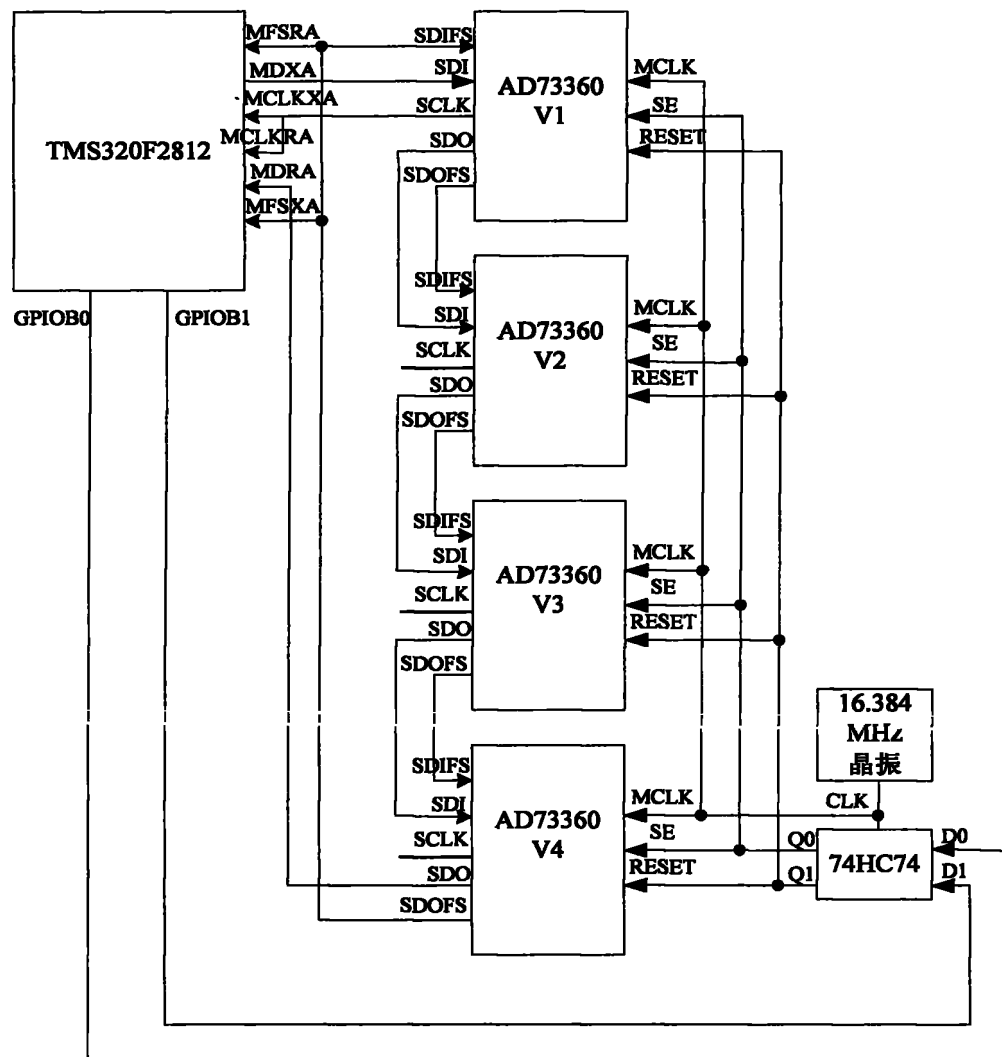 MFSRA
MDXA
MCLKXA
MCLKRA
MDRA
MFSXA
TMS320F2812
GPIOB0
GPIOB1
SDIFS
SDI
SCLK
SDO
SDOFS
AD73360
V1
MCLK
SE
RESET
SDIFS
SDI
SCLK
SDO
SDOFS
AD73360
V2
MCLK
SE
RESET
SDIFS
SDI
SCLK
SDO
SDOFS
AD73360
V3
MCLK
SE
RESET
SDIFS
SDI
SCLK
SDO
SDOFS
AD73360
V4
MCLK
SE
RESET
16.384
MHz
晶振
CLK
Q0
Q1
74HC74
D0
D1